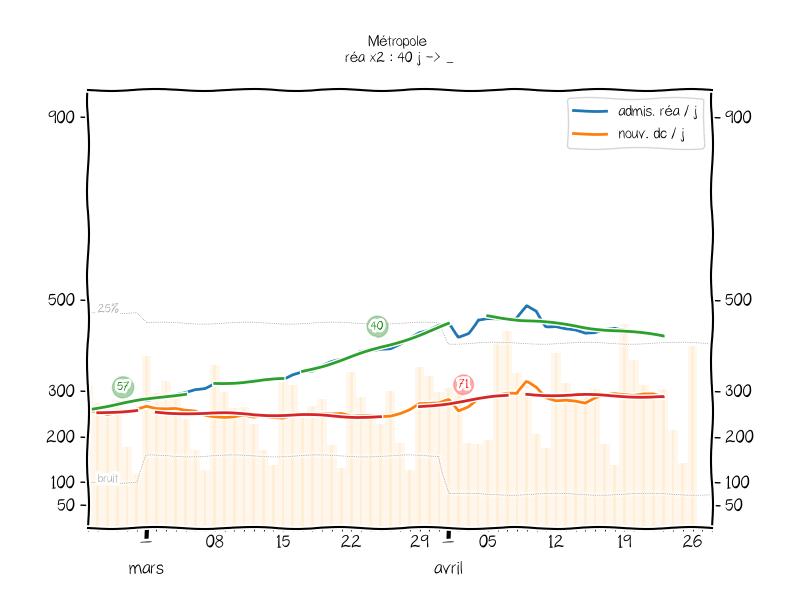 Métropole
réa x2 : 40 j -> _
admis. réa / j
nouv. dc / j
900 900
500 500
300 300
200 200
100 100
50 50
25%
bruit
57
40
71
08 15 22 29 05 12 19 26
mars avril